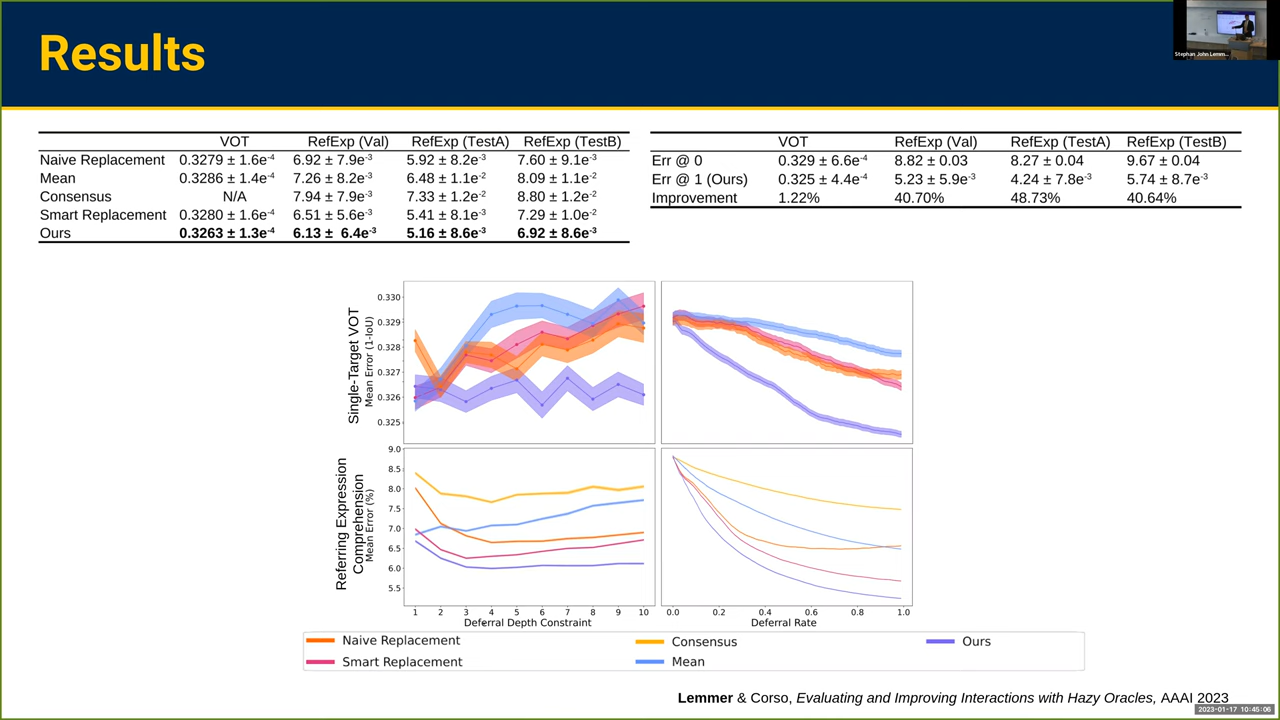 Results
Stephan John Lemm...
VOT RefExp (Val) RefExp (TestA) RefExp (TestB)
Naive Replacement 0.3279 ± 1.6e-4 6.92 ± 7.9e-3 5.92 ± 8.2e-3 7.60 ± 9.1e-3
Mean 0.3286 ± 1.4e-4 7.26 ± 8.2e-3 6.48 ± 1.1e-2 8.09 ± 1.1e-2
Consensus N/A 7.94 ± 7.9e-3 7.33 ± 1.2e-2 8.80 ± 1.2e-2
Smart Replacement 0.3280 ± 1.6e-4 6.51 ± 5.6e-3 5.41 ± 8.1e-3 7.29 ± 1.0e-2
Ours 0.3263 ± 1.3e-4 6.13 ± 6.4e-3 5.16 ± 8.6e-3 6.92 ± 8.6e-3
VOT RefExp (Val) RefExp (TestA) RefExp (TestB)
Err @ 0 0.329 ± 6.6e-4 8.82 ± 0.03 8.27 ± 0.04 9.67 ± 0.04
Err @ 1 (Ours) 0.325 ± 4.4e-4 5.23 ± 5.9e-3 4.24 ± 7.8e-3 5.74 ± 8.7e-3
Improvement 1.22% 40.70% 48.73% 40.64%
Single-Target VOT
Mean Error (1-IoU)
0.330
0.329
0.328
0.327
0.326
0.325
Referring Expression
Comprehension
Mean Error (%)
9.0
8.5
8.0
7.5
7.0
6.5
6.0
5.5
1 2 3 4 5 6 7 8 9 10
Deferral Depth Constraint
0.0 0.2 0.4 0.6 0.8 1.0
Deferral Rate
Naive Replacement Consensus Ours
Smart Replacement Mean
Lemmer & Corso, Evaluating and Improving Interactions with Hazy Oracles, AAAI 2023
2023-01-17 10:45:06